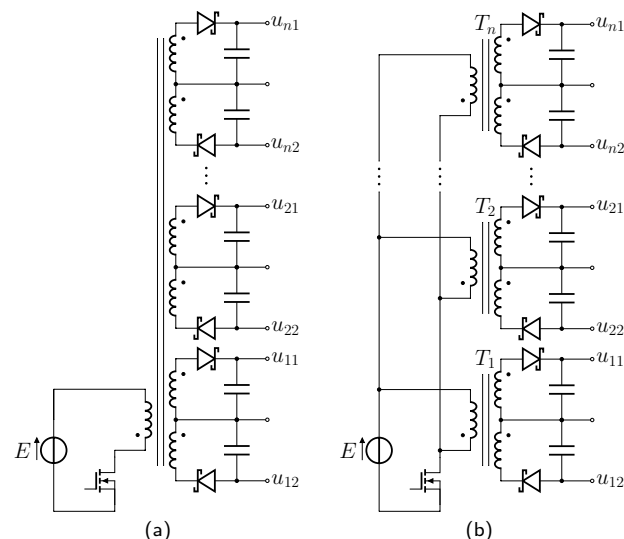 u_{n1}
u_{n2}
u_{21}
u_{22}
u_{11}
u_{12}
E
(a)
T_n
u_{n1}
u_{n2}
T_2
u_{21}
u_{22}
T_1
u_{11}
u_{12}
E
(b)